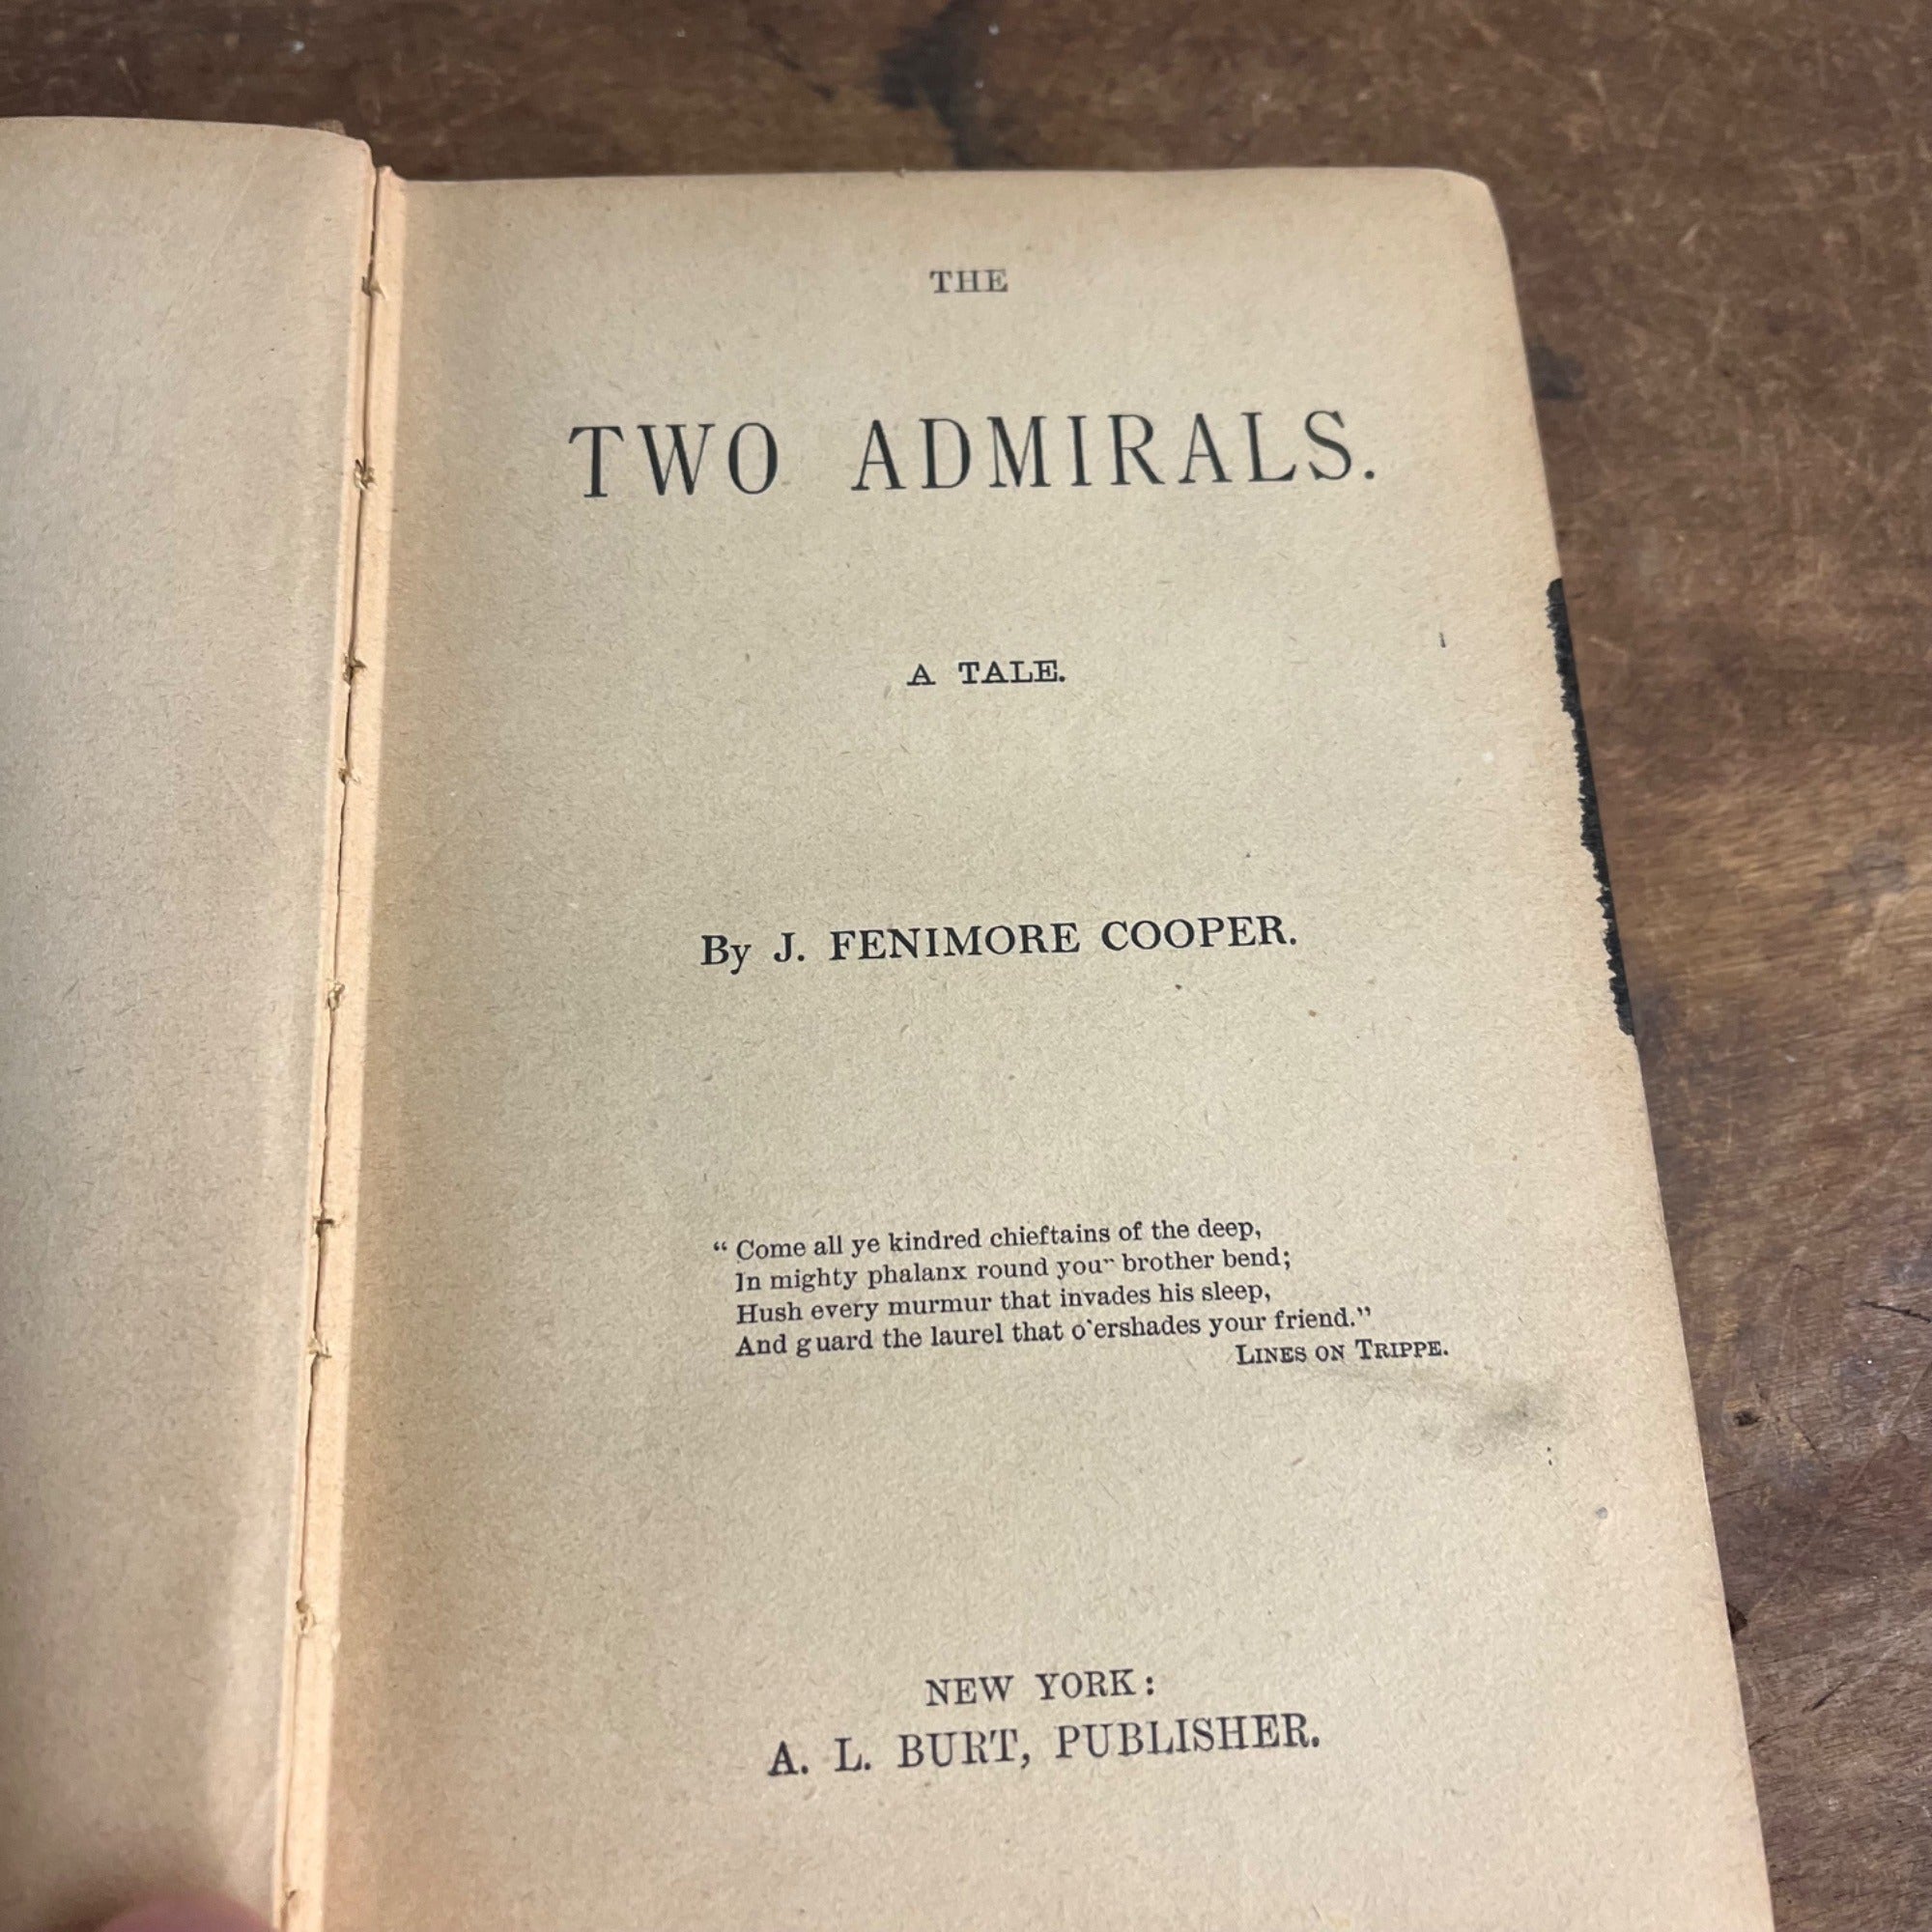 THE
TWO ADMIRALS.
A TALE.
By J. FENIMORE COOPER.
“ Come all ye kindred chieftains of the deep,
In mighty phalanx round your brother bend;
Hush every murmur that invades his sleep,
And guard the laurel that o'ershades your friend.”
LINES ON TRIPPE.
NEW YORK:
A. L. BURT, PUBLISHER.